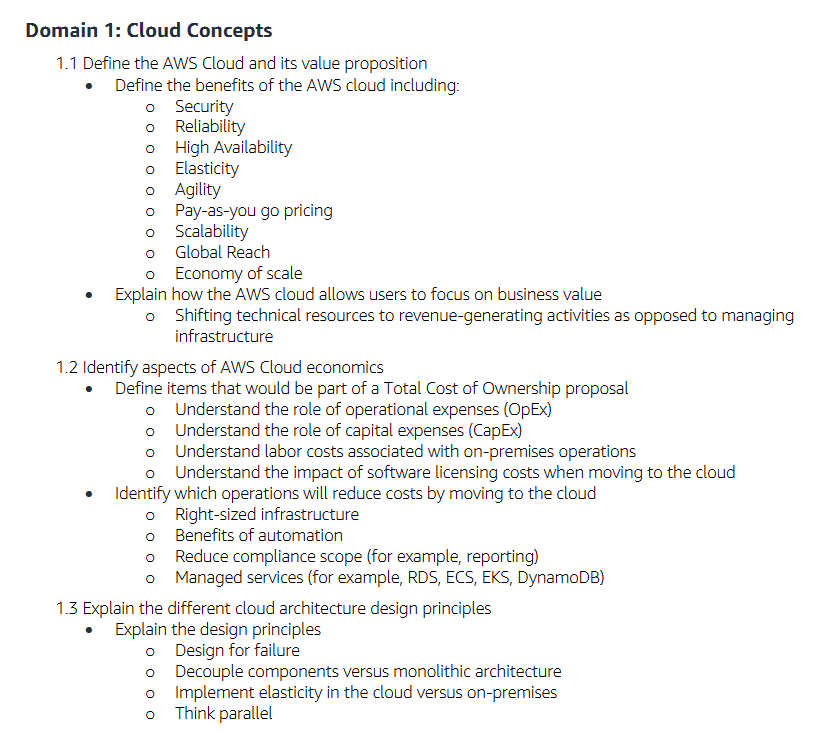 Domain 1: Cloud Concepts
1.1 Define the AWS Cloud and its value proposition
• Define the benefits of the AWS cloud including:
o Security
o Reliability
o High Availability
o Elasticity
o Agility
o Pay-as-you go pricing
o Scalability
o Global Reach
o Economy of scale
• Explain how the AWS cloud allows users to focus on business value
o Shifting technical resources to revenue-generating activities as opposed to managing
infrastructure
1.2 Identify aspects of AWS Cloud economics
• Define items that would be part of a Total Cost of Ownership proposal
o Understand the role of operational expenses (OpEx)
o Understand the role of capital expenses (CapEx)
o Understand labor costs associated with on-premises operations
o Understand the impact of software licensing costs when moving to the cloud
• Identify which operations will reduce costs by moving to the cloud
o Right-sized infrastructure
o Benefits of automation
o Reduce compliance scope (for example, reporting)
o Managed services (for example, RDS, ECS, EKS, DynamoDB)
1.3 Explain the different cloud architecture design principles
• Explain the design principles
o Design for failure
o Decouple components versus monolithic architecture
o Implement elasticity in the cloud versus on-premises
o Think parallel